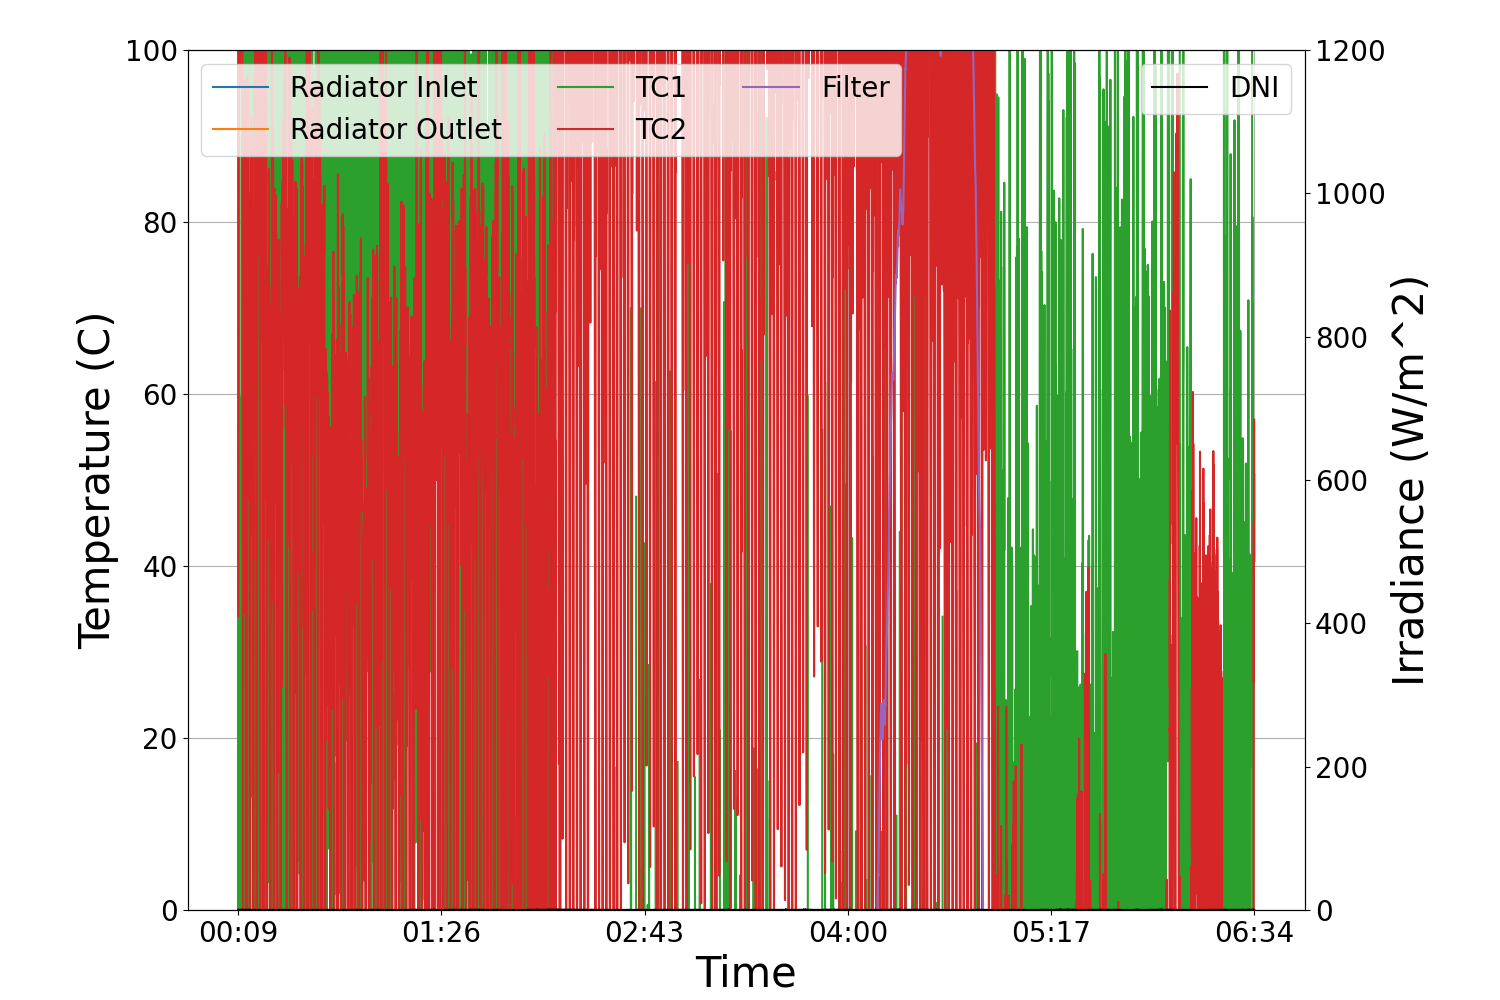 100
80
60
40
20
0
Temperature (C)
Radiator Inlet
Radiator Outlet
TC1
TC2
Filter
DNI
1200
1000
800
600
400
200
0
Irradiance (W/m^2)
00:09 01:26 02:43 04:00 05:17 06:34
Time